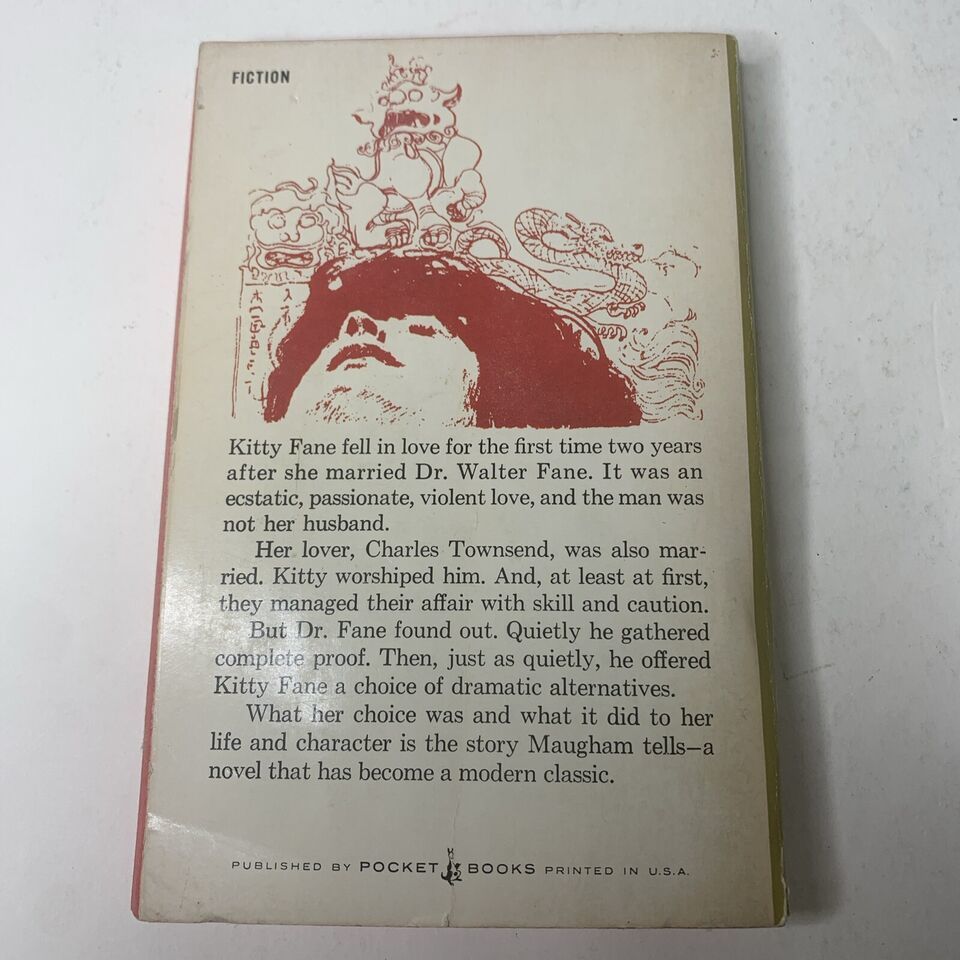 FICTION
Kitty Fane fell in love for the first time two years
after she married Dr. Walter Fane. It was an
ecstatic, passionate, violent love, and the man was
not her husband.
Her lover, Charles Townsend, was also mar-
ried. Kitty worshiped him. And, at least at first,
they managed their affair with skill and caution.
But Dr. Fane found out. Quietly he gathered
complete proof. Then, just as quietly, he offered
Kitty Fane a choice of dramatic alternatives.
What her choice was and what it did to her
life and character is the story Maugham tells—a
novel that has become a modern classic.
PUBLISHED BY POCKET BOOKS PRINTED IN U.S.A.